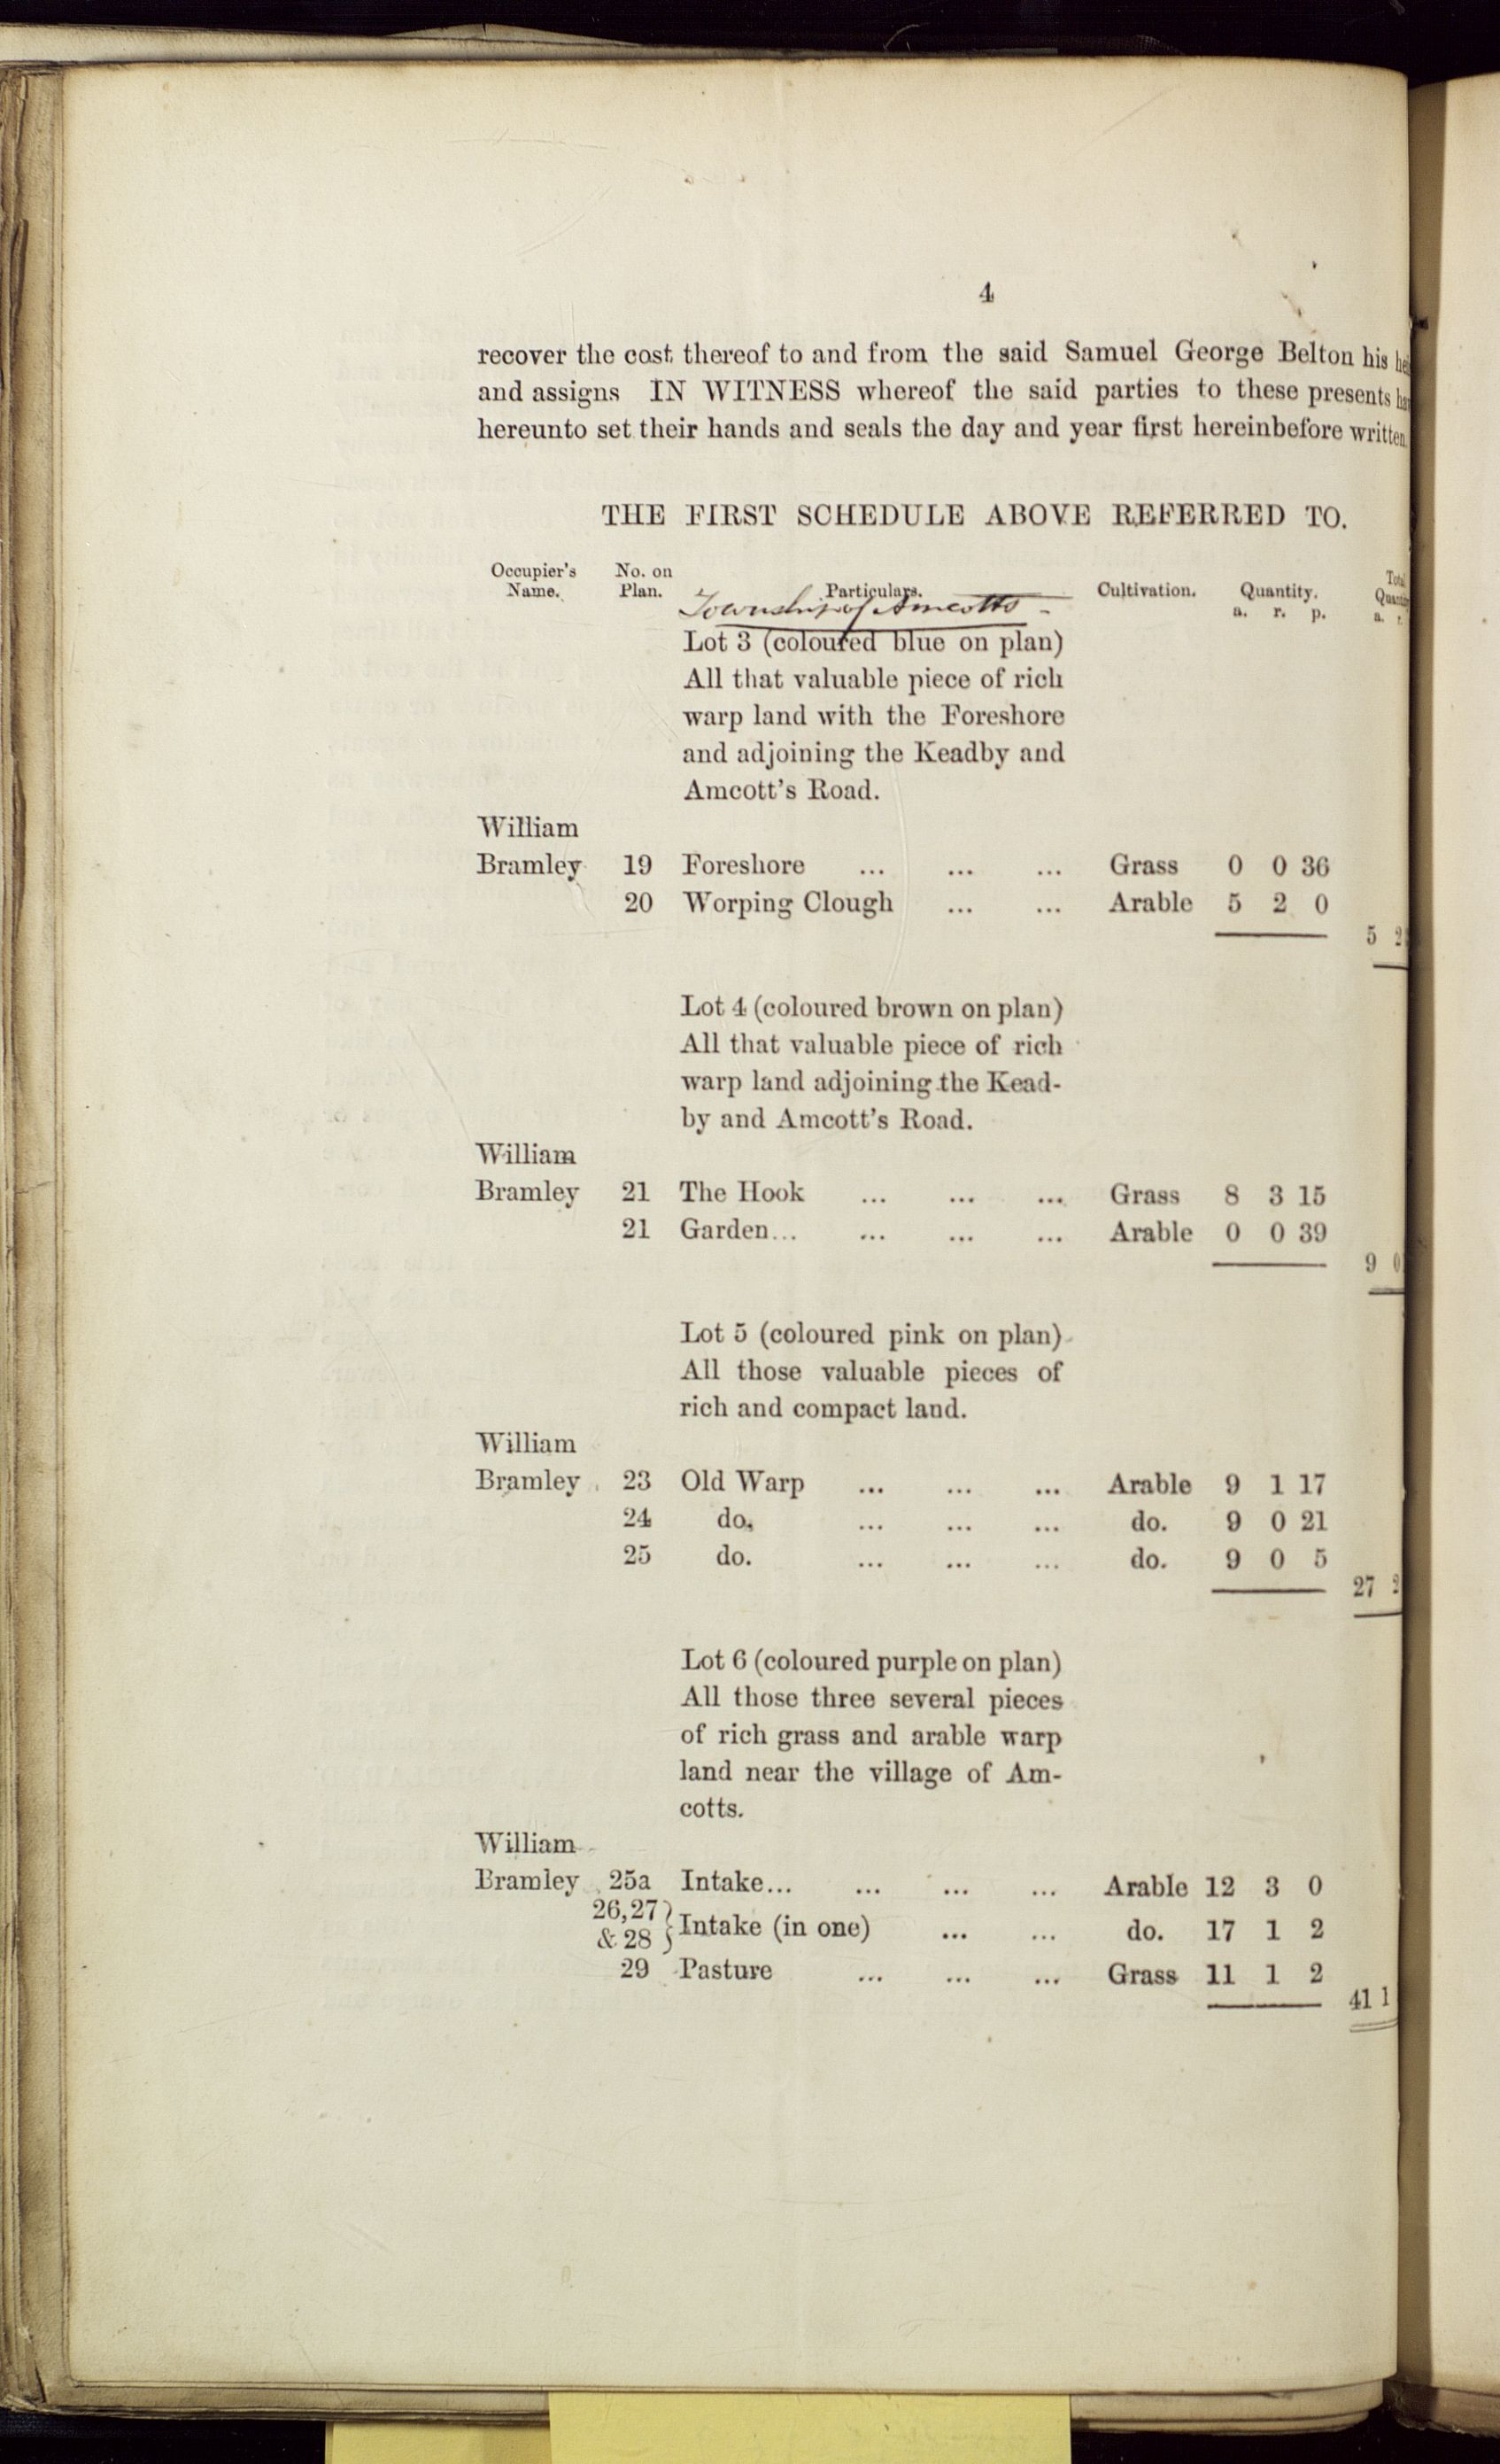 4
recover the cost thereof to and from the said Samuel George Belton his
and assigns IN WITNESS whereof the said parties to these presents
hereunto set their hands and seals the day and year first hereinbefore written
THE FIRST SCHEDULE ABOVE REFERRED TO.
Occupier's No. on
Name. Plan. Particulars. Cultivation. Quantity.
a. r. p. a.
Township of Amcotts
Lot 3 (coloured blue on plan)
All that valuable piece of rich
warp land with the Foreshore
and adjoining the Keadby and
Amcott's Road.
William
Bramley 19 Foreshore ... ... ... Grass 0 0 36
20 Worping Clough ... ... Arable 5 2 0
5 2
Lot 4 (coloured brown on plan)
All that valuable piece of rich
warp land adjoining the Kead-
by and Amcott's Road.
William
Bramley 21 The Hook ... ... ... Grass 8 3 15
21 Garden... ... ... ... Arable 0 0 39
9 0
Lot 5 (coloured pink on plan)
All those valuable pieces of
rich and compact land.
William
Bramley 23 Old Warp ... ... ... Arable 9 1 17
24 do. ... ... ... do. 9 0 21
25 do. ... ... ... do. 9 0 5
27
Lot 6 (coloured purple on plan)
All those three several pieces
of rich grass and arable warp
land near the village of Am-
cotts.
William
Bramley 25a Intake... ... ... ... Arable 12 3 0
26,27 & 28 } Intake (in one) ... ... do. 17 1 2
29 Pasture ... ... ... Grass 11 1 2
41 1